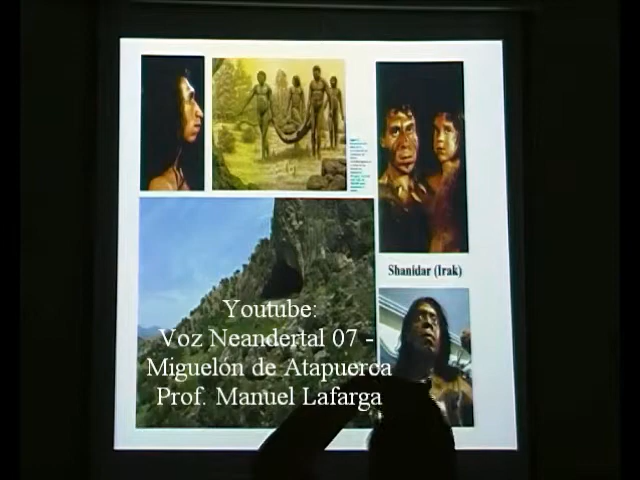 Shanidar (Irak)
Youtube:
Voz Neandertal 07 -
Miguelón de Atapuerca
Prof. Manuel Lafarga